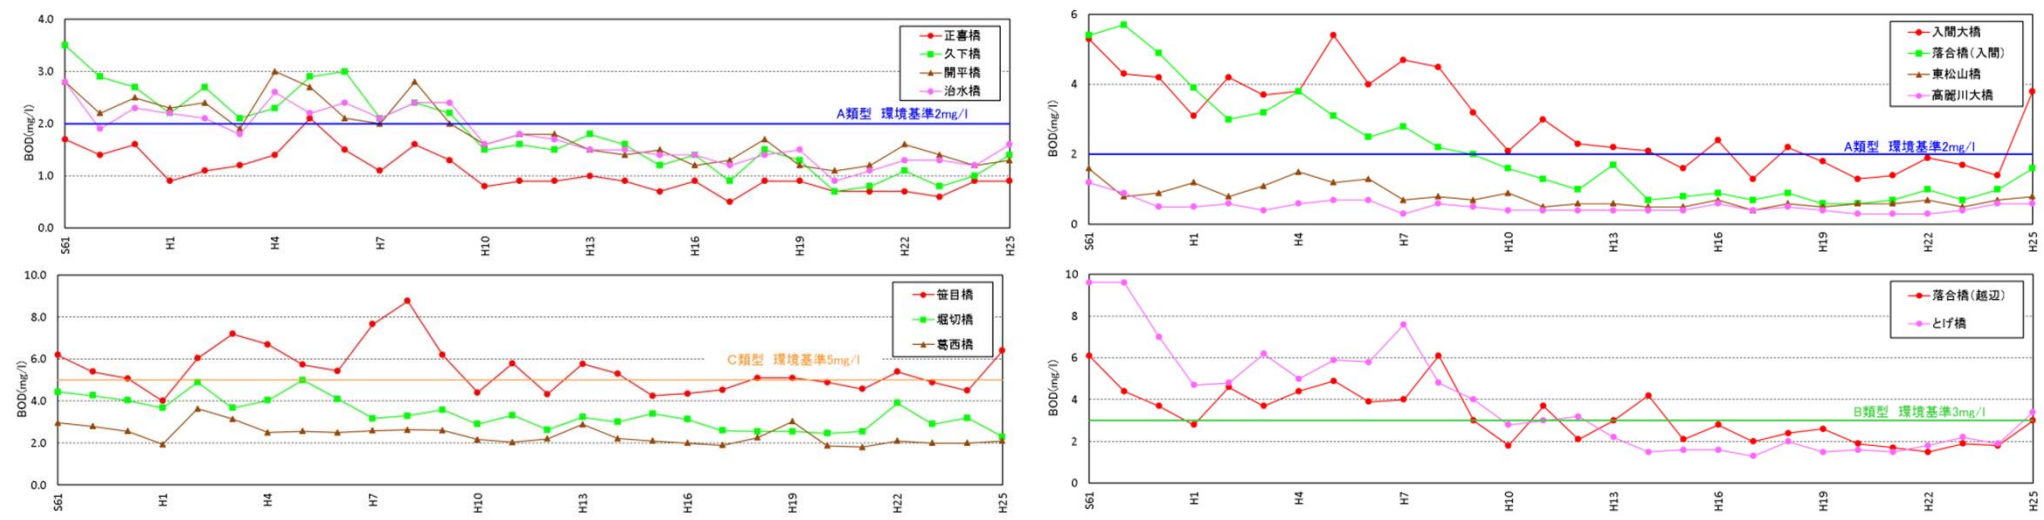 4.0
3.0
2.0
1.0
0.0
BOD(mg/l)
正喜橋
久下橋
開平橋
治水橋
A類型 環境基準2mg/l
S61
H1
H4
H7
H10
H13
H16
H19
H22
H25
6
4
2
0
BOD(mg/l)
入間大橋
落合橋(入間)
東松山橋
高麗川大橋
A類型 環境基準2mg/l
S61
H1
H4
H7
H10
H13
H16
H19
H22
H25
10.0
8.0
6.0
4.0
2.0
0.0
BOD(mg/l)
笹目橋
堀切橋
葛西橋
C類型 環境基準5mg/l
S61
H1
H4
H7
H10
H13
H16
H19
H22
H25
10
8
6
4
2
0
BOD(mg/l)
落合橋(越辺)
とげ橋
B類型 環境基準3mg/l
S61
H1
H4
H7
H10
H13
H16
H19
H22
H25